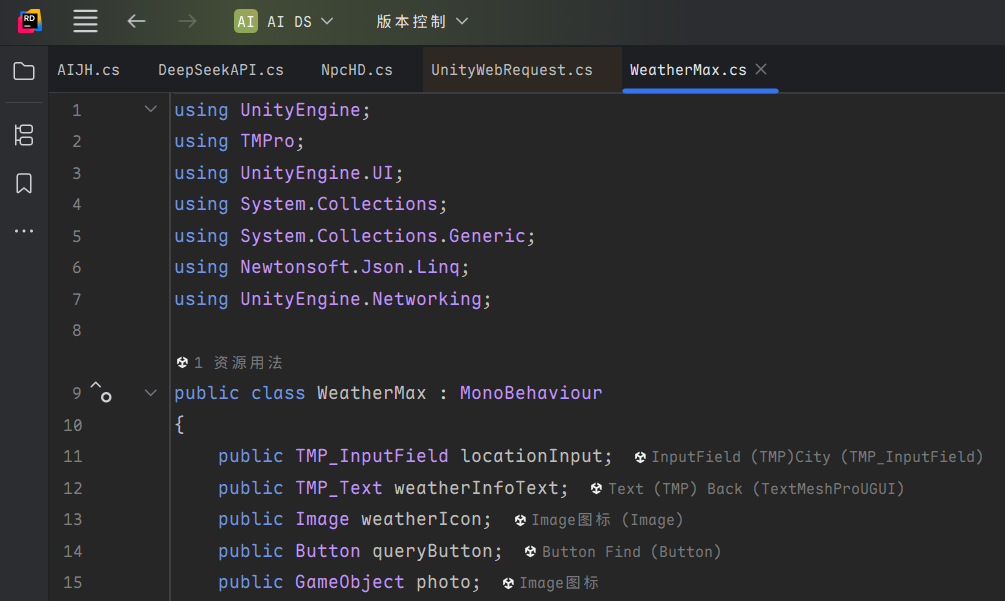 RD AI AI DS 版本控制
AIJH.cs DeepSeekAPI.cs NpcHD.cs UnityWebRequest.cs WeatherMax.cs
1 using UnityEngine;
2 using TMPro;
3 using UnityEngine.UI;
4 using System.Collections;
5 using System.Collections.Generic;
6 using Newtonsoft.Json.Linq;
7 using UnityEngine.Networking;
8
1 资源用法
9 public class WeatherMax : MonoBehaviour
10 {
11 public TMP_InputField locationInput; InputField (TMP)City (TMP_InputField)
12 public TMP_Text weatherInfoText; Text (TMP) Back (TextMeshProUGUI)
13 public Image weatherIcon; Image图标 (Image)
14 public Button queryButton; Button Find (Button)
15 public GameObject photo; Image图标